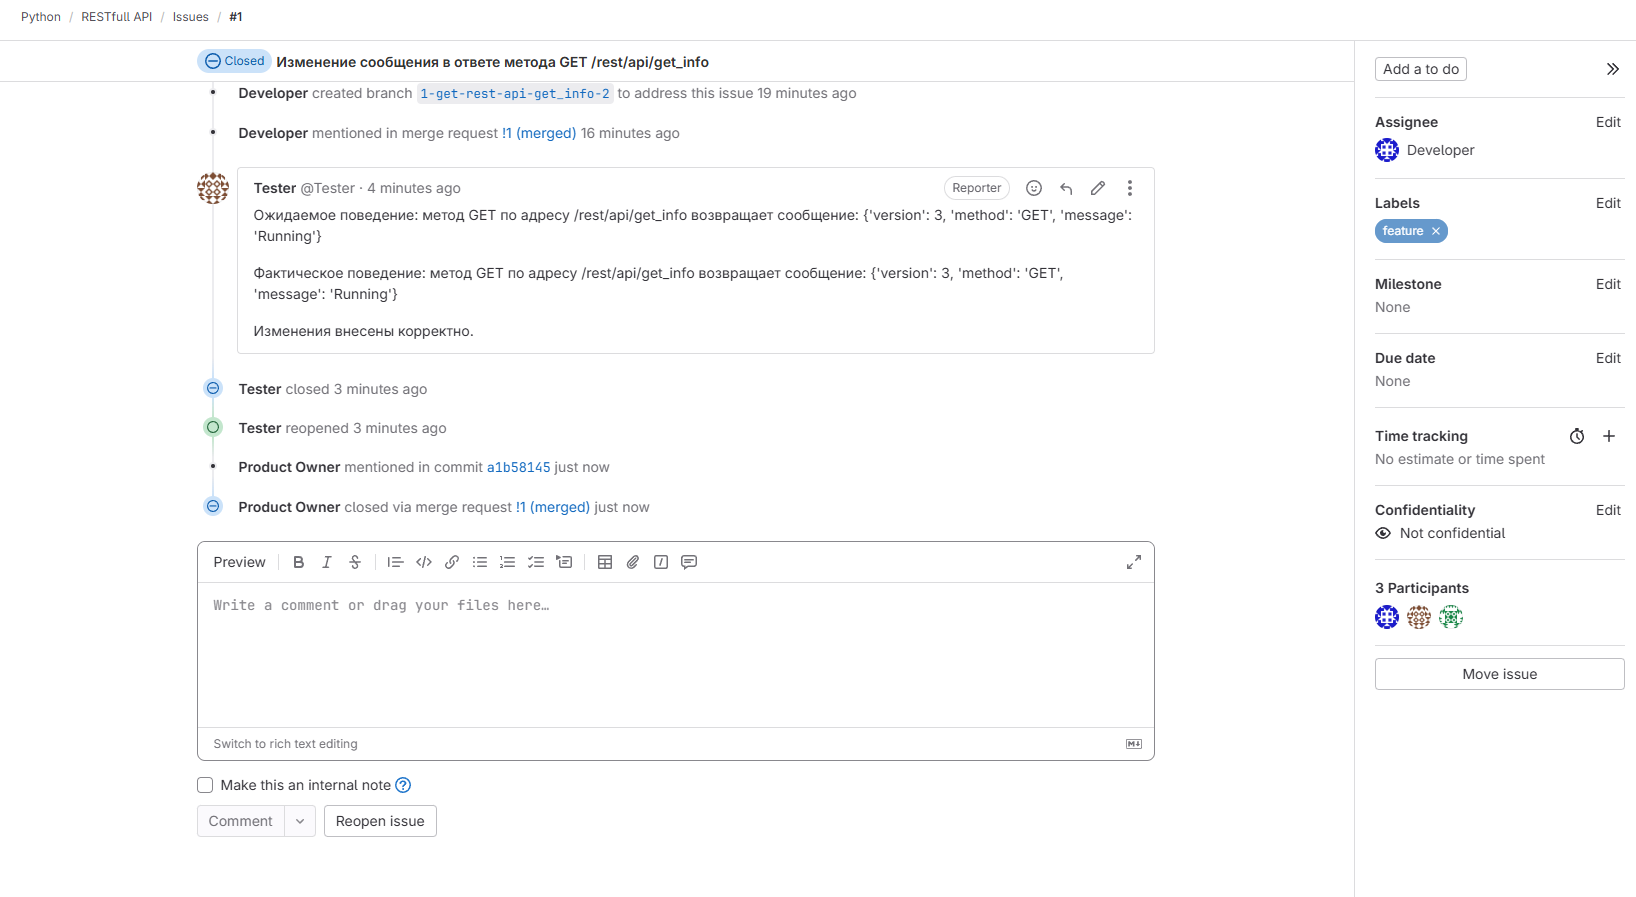 Python / RESTfull API / Issues / #1
Closed Изменение сообщения в ответе метода GET /rest/api/get_info
Developer created branch 1-get-rest-api-get_info-2 to address this issue 19 minutes ago
Developer mentioned in merge request !1 (merged) 16 minutes ago
Tester @Tester · 4 minutes ago Reporter
Ожидаемое поведение: метод GET по адресу /rest/api/get_info возвращает сообщение: {'version': 3, 'method': 'GET', 'message':
'Running'}
Фактическое поведение: метод GET по адресу /rest/api/get_info возвращает сообщение: {'version': 3, 'method': 'GET',
'message': 'Running'}
Изменения внесены корректно.
Tester closed 3 minutes ago
Tester reopened 3 minutes ago
Product Owner mentioned in commit a1b58145 just now
Product Owner closed via merge request !1 (merged) just now
Preview
Write a comment or drag your files here…
Switch to rich text editing
Make this an internal note
Comment Reopen issue
Add a to do
Assignee Edit
Developer
Labels Edit
feature
Milestone Edit
None
Due date Edit
None
Time tracking
No estimate or time spent
Confidentiality Edit
Not confidential
3 Participants
Move issue